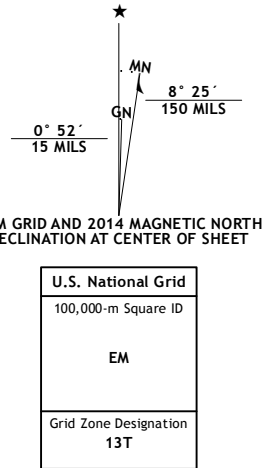 ★
MN
GN
8° 25´
150 MILS
0° 52´
15 MILS
M GRID AND 2014 MAGNETIC NORTH
ECLINATION AT CENTER OF SHEET
U.S. National Grid
100,000-m Square ID
EM
Grid Zone Designation
13T